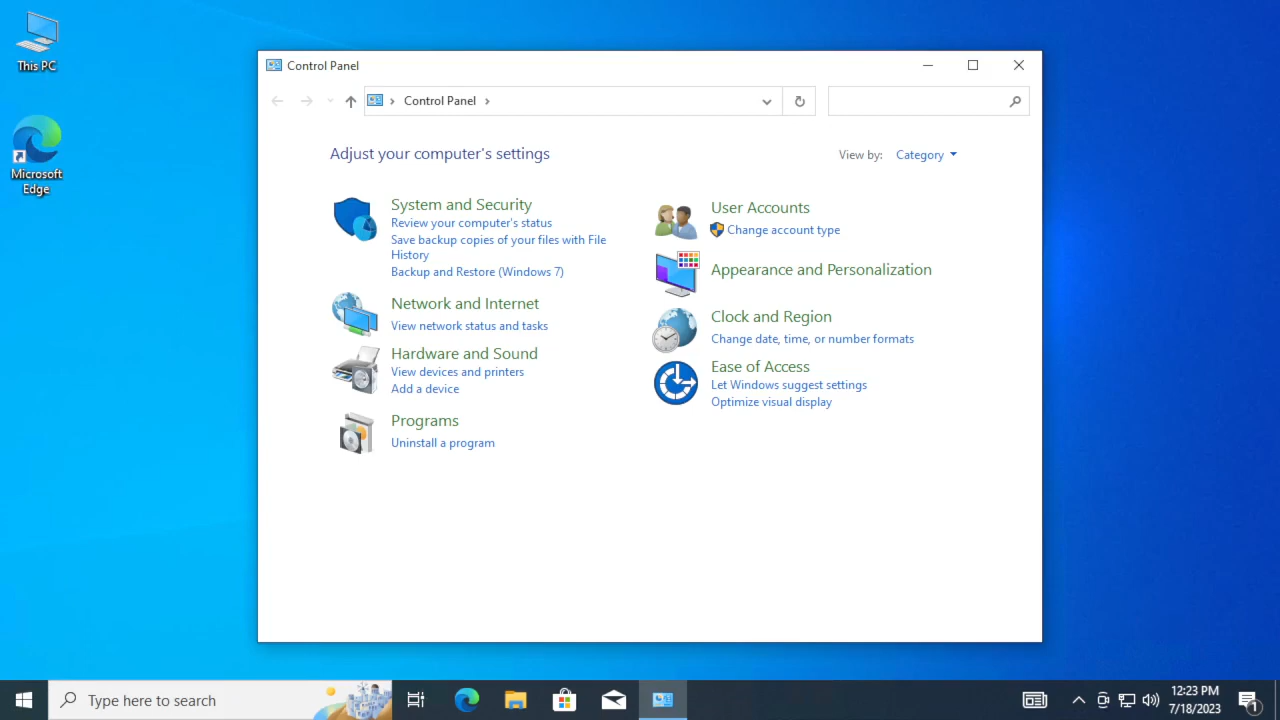 This PC
Microsoft
Edge
Control Panel
Control Panel
Adjust your computer's settings
View by: Category
System and Security
Review your computer's status
Save backup copies of your files with File
History
Backup and Restore (Windows 7)
Network and Internet
View network status and tasks
Hardware and Sound
View devices and printers
Add a device
Programs
Uninstall a program
User Accounts
Change account type
Appearance and Personalization
Clock and Region
Change date, time, or number formats
Ease of Access
Let Windows suggest settings
Optimize visual display
Type here to search
12:23 PM
7/18/2023
1